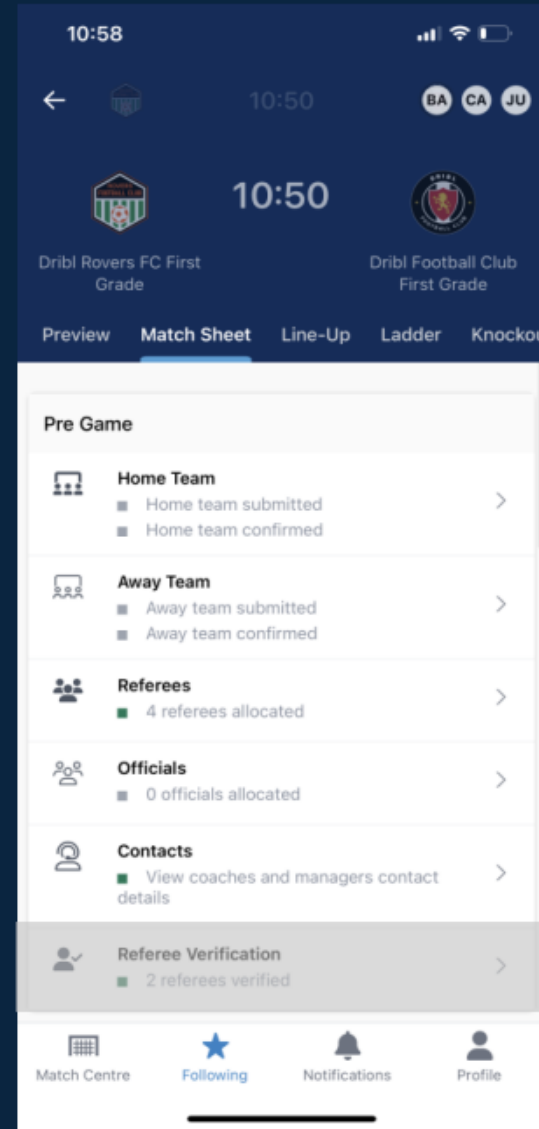 10:58
10:50
BA CA JU
10:50
Dribl Rovers FC First
Grade
Dribl Football Club
First Grade
Preview Match Sheet Line-Up Ladder Knockou
Pre Game
Home Team
Home team submitted
Home team confirmed
Away Team
Away team submitted
Away team confirmed
Referees
4 referees allocated
Officials
0 officials allocated
Contacts
View coaches and managers contact
details
Referee Verification
2 referees verified
Match Centre Following Notifications Profile